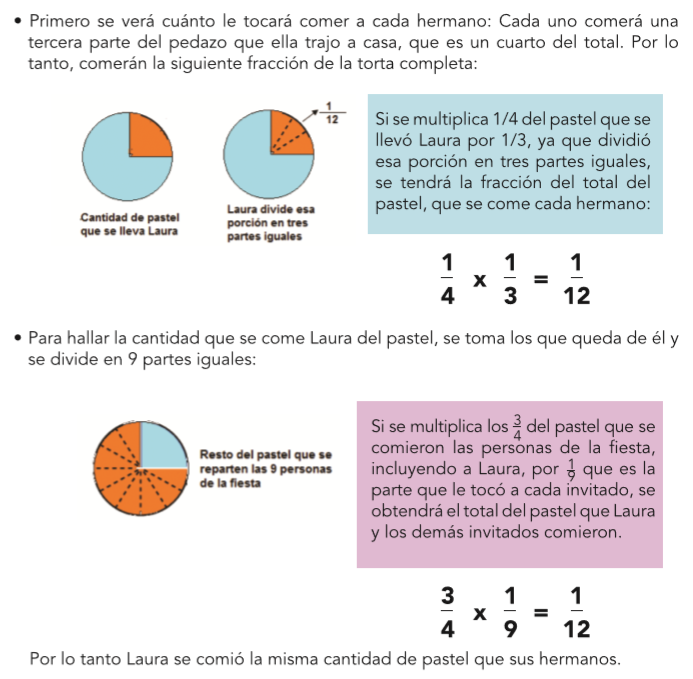 • Primero se verá cuánto le tocará comer a cada hermano: Cada uno comerá una
tercera parte del pedazo que ella trajo a casa, que es un cuarto del total. Por lo
tanto, comerán la siguiente fracción de la torta completa:
1/12
Cantidad de pastel
que se lleva Laura
Laura divide esa
porción en tres
partes iguales
Si se multiplica 1/4 del pastel que se
llevó Laura por 1/3, ya que dividió
esa porción en tres partes iguales,
se tendrá la fracción del total del
pastel, que se come cada hermano:
1/4 x 1/3 = 1/12
• Para hallar la cantidad que se come Laura del pastel, se toma los que queda de él y
se divide en 9 partes iguales:
Resto del pastel que se
reparten las 9 personas
de la fiesta
Si se multiplica los 3/4 del pastel que se
comieron las personas de la fiesta,
incluyendo a Laura, por 1/9 que es la
parte que le tocó a cada invitado, se
obtendrá el total del pastel que Laura
y los demás invitados comieron.
3/4 x 1/9 = 1/12
Por lo tanto Laura se comió la misma cantidad de pastel que sus hermanos.